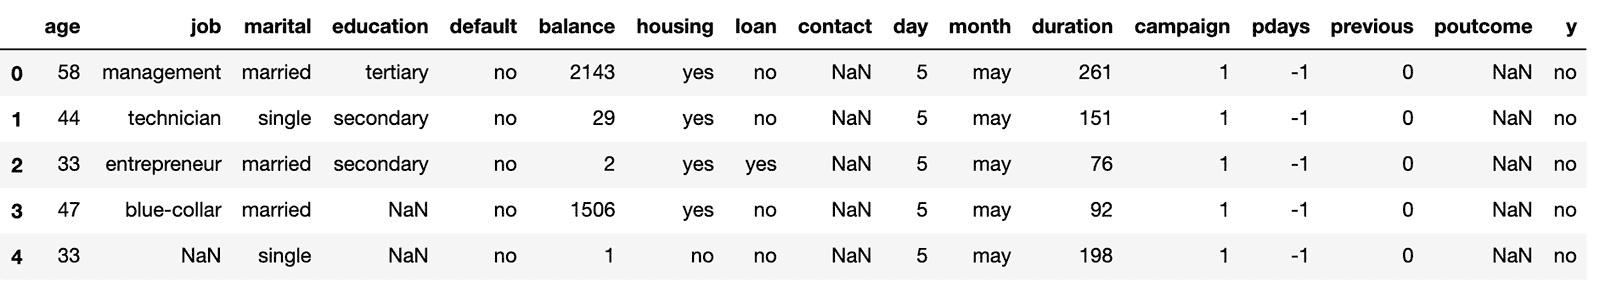 age job marital education default balance housing loan contact day month duration campaign pdays previous poutcome y
0 58 management married tertiary no 2143 yes no NaN 5 may 261 1 -1 0 NaN no
1 44 technician single secondary no 29 yes no NaN 5 may 151 1 -1 0 NaN no
2 33 entrepreneur married secondary no 2 yes yes NaN 5 may 76 1 -1 0 NaN no
3 47 blue-collar married NaN no 1506 yes no NaN 5 may 92 1 -1 0 NaN no
4 33 NaN single NaN no 1 no no NaN 5 may 198 1 -1 0 NaN no